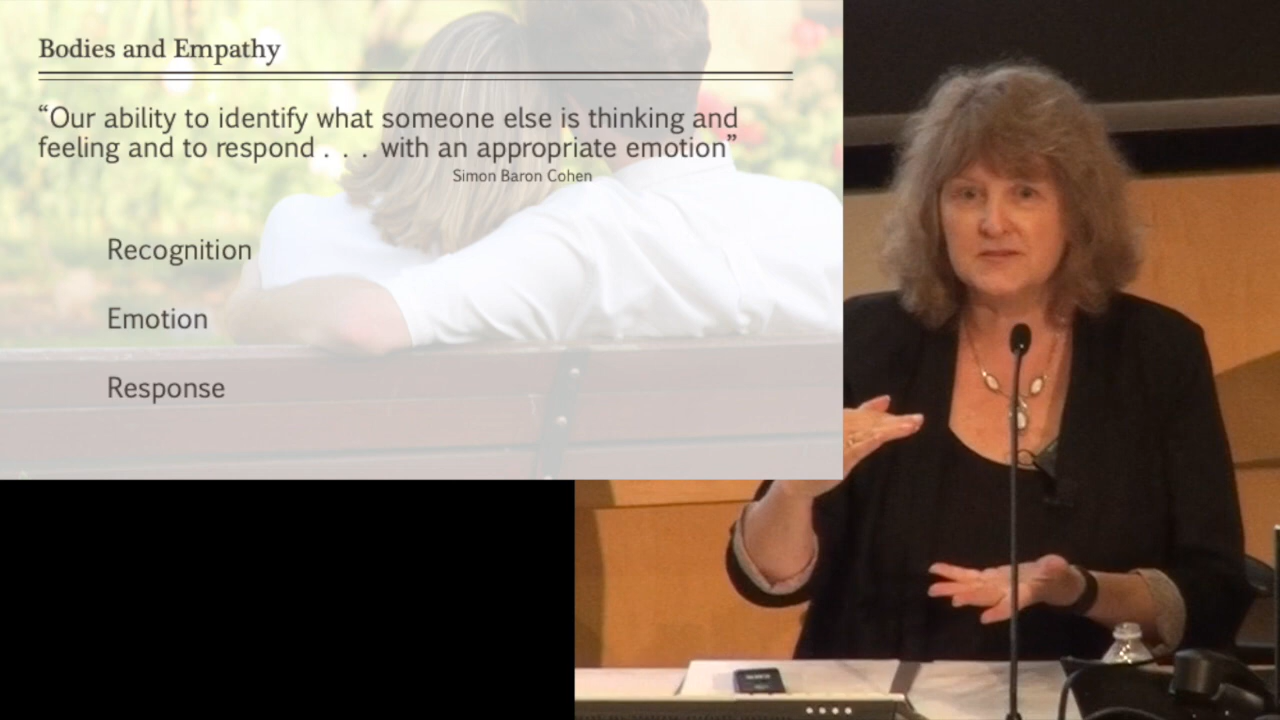 Bodies and Empathy
“Our ability to identify what someone else is thinking and
feeling and to respond . . . with an appropriate emotion”
Simon Baron Cohen
Recognition
Emotion
Response